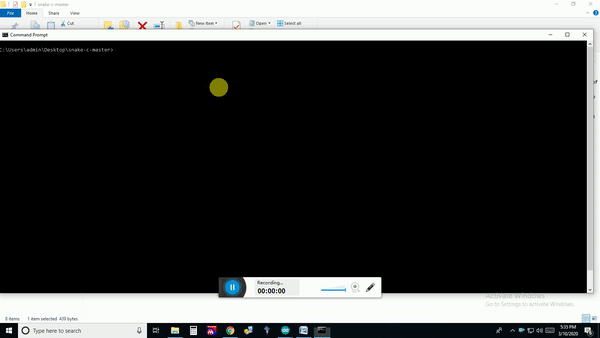 snake-c-master
File Home Share View
Cut
New item
Open
Select all
Command Prompt
C:\Users\admin\Desktop\snake-c-master>
Recording...
00:00:00
Activate Windows
Go to Settings to activate Windows.
8 items 1 item selected 439 bytes
Type here to search
5:55 PM
3/10/2020